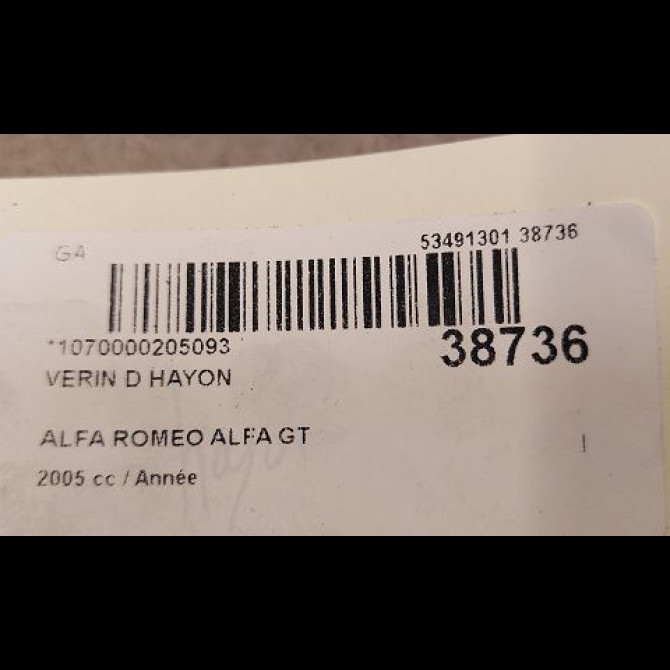 GA
53491301 38736
*1070000205093
38736
VERIN D HAYON
ALFA ROMEO ALFA GT
I
2005 cc / Année